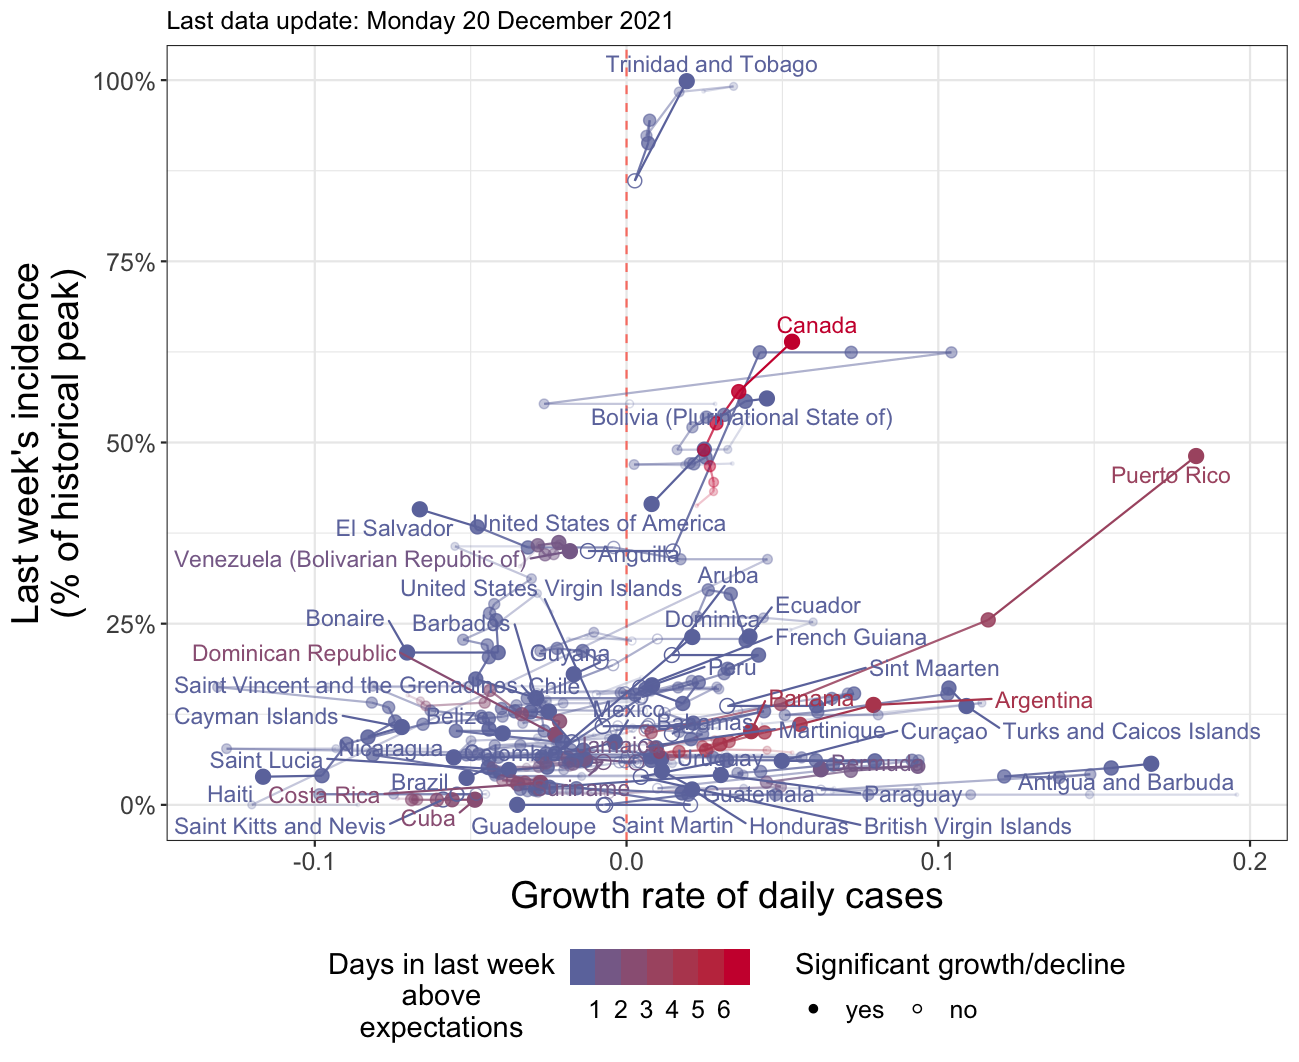 Last data update: Monday 20 December 2021
Last week's incidence
(% of historical peak)
100%
75%
50%
25%
0%
Trinidad and Tobago
Canada
Bolivia (Plurinational State of)
Puerto Rico
El Salvador
United States of America
Venezuela (Bolivarian Republic of)
Anguilla
United States Virgin Islands
Aruba
Bonaire
Barbados
Dominica
Ecuador
Dominican Republic
Guyana
French Guiana
Peru
Sint Maarten
Saint Vincent and the Grenadines
Chile
Panama
Argentina
Cayman Islands
Belize
Mexico
Bahamas
Martinique
Curaçao
Turks and Caicos Islands
Nicaragua
Colombia
Jamaica
Saint Lucia
Uruguay
Bermuda
Haiti
Costa Rica
Brazil
Suriname
Guatemala
Paraguay
Antigua and Barbuda
Saint Kitts and Nevis
Cuba
Guadeloupe
Saint Martin
Honduras
British Virgin Islands
-0.1
0.0
0.1
0.2
Growth rate of daily cases
Days in last week
above
expectations
1 2 3 4 5 6
Significant growth/decline
yes
no